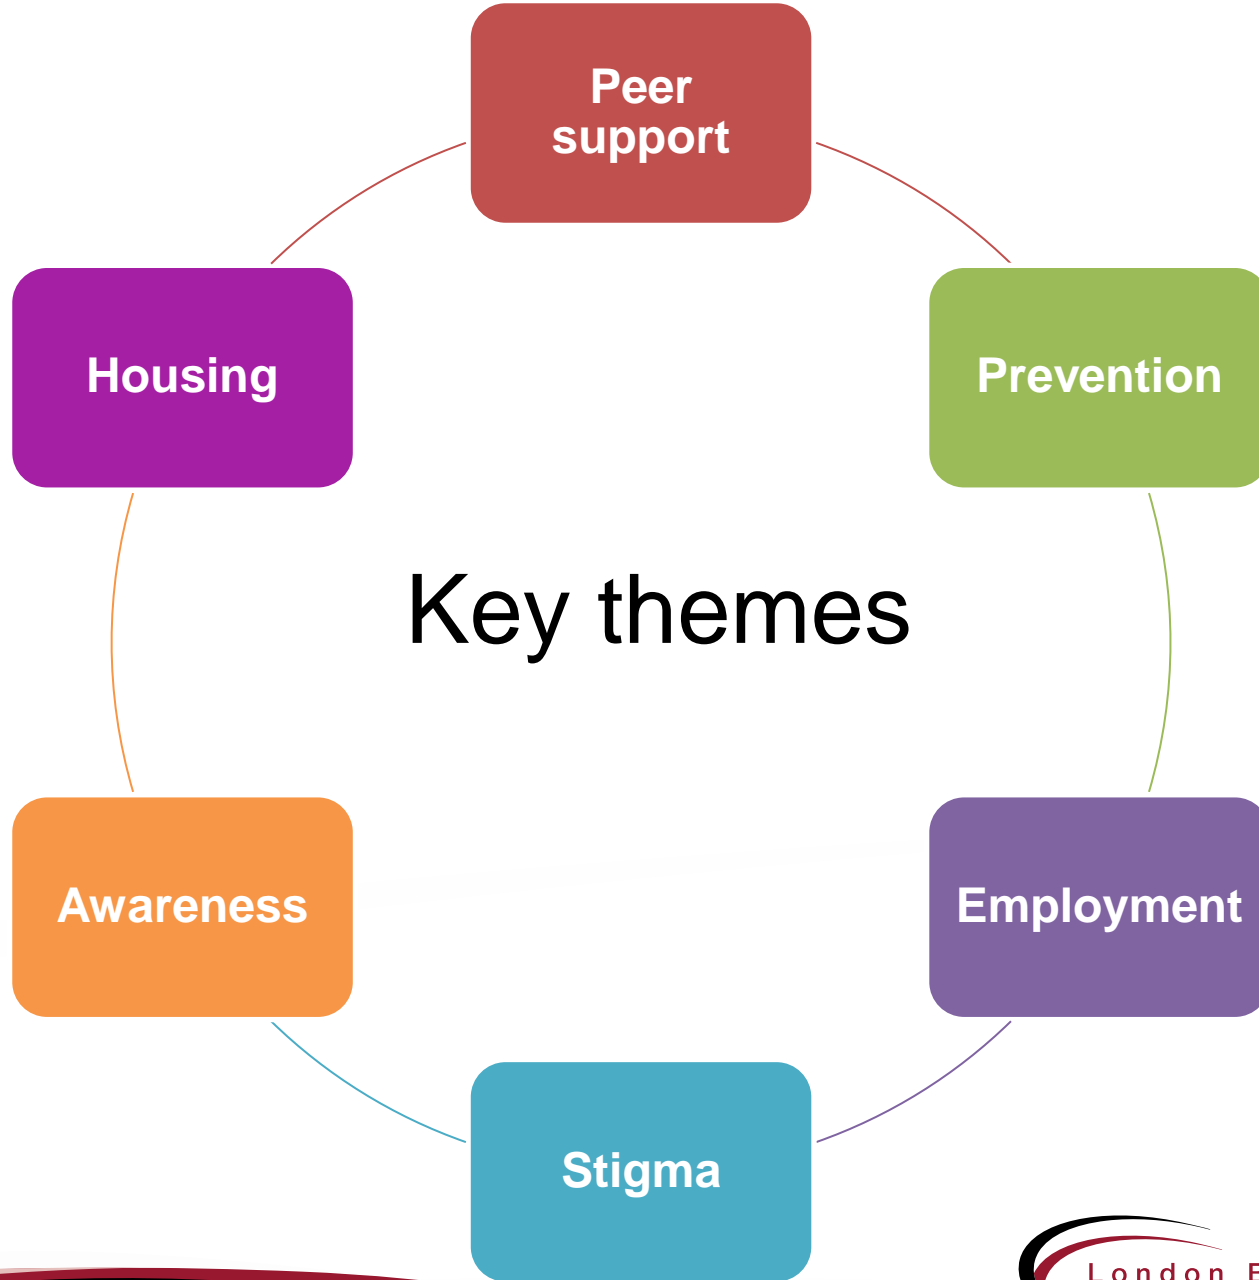 Peer
support
Housing
Prevention
Key themes
Awareness
Employment
Stigma
London